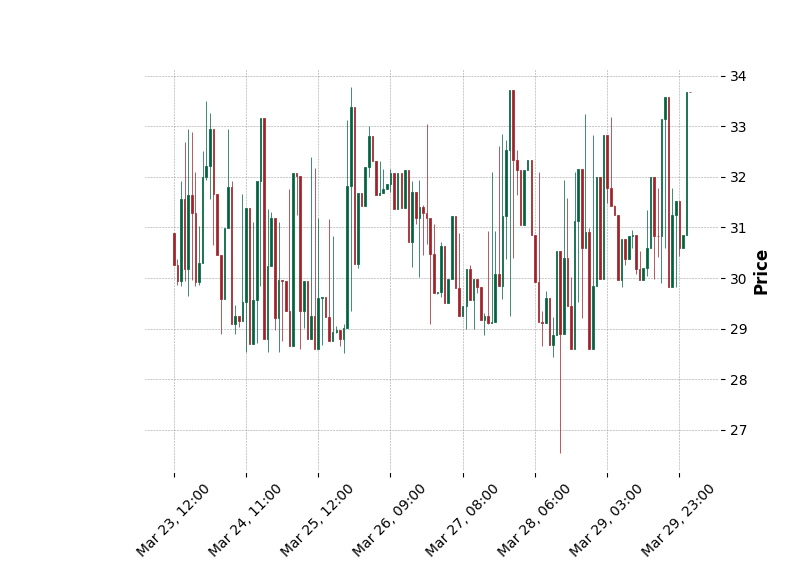 34
33
32
31
30
29
28
27
Price
Mar 23, 12:00
Mar 24, 11:00
Mar 25, 12:00
Mar 26, 09:00
Mar 27, 08:00
Mar 28, 06:00
Mar 29, 03:00
Mar 29, 23:00